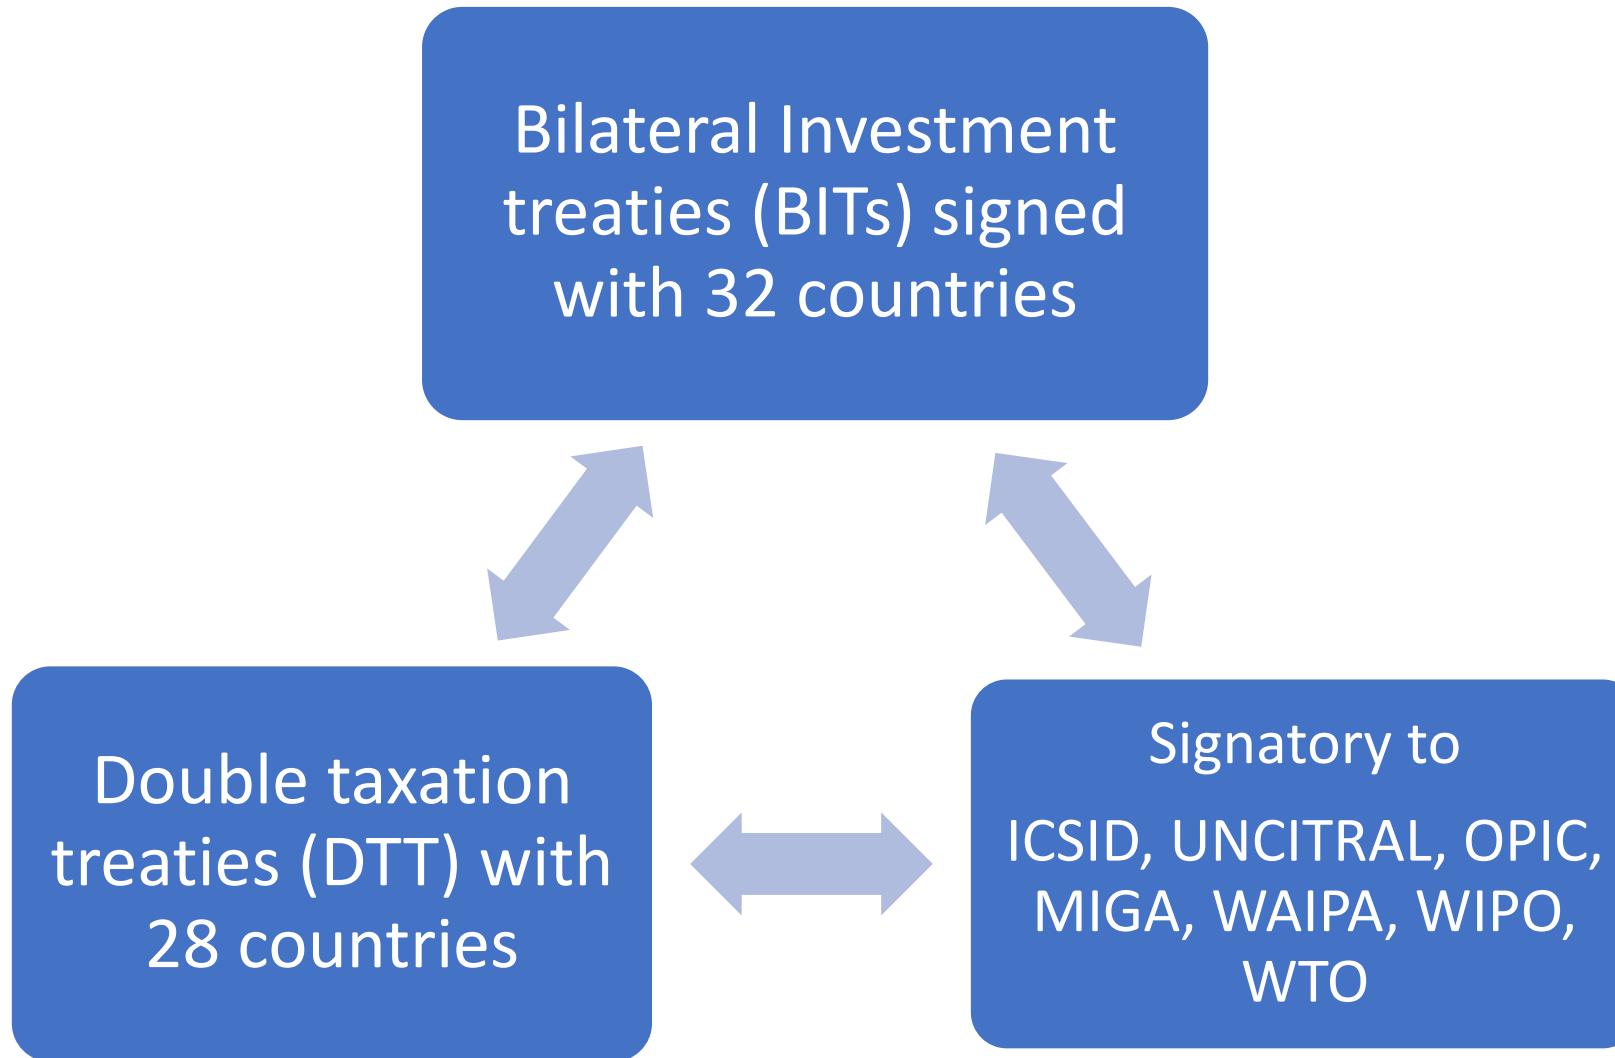 Bilateral Investment
treaties (BITs) signed
with 32 countries
Double taxation
treaties (DTT) with
28 countries
Signatory to
ICSID, UNCITRAL, OPIC,
MIGA, WAIPA, WIPO,
WTO